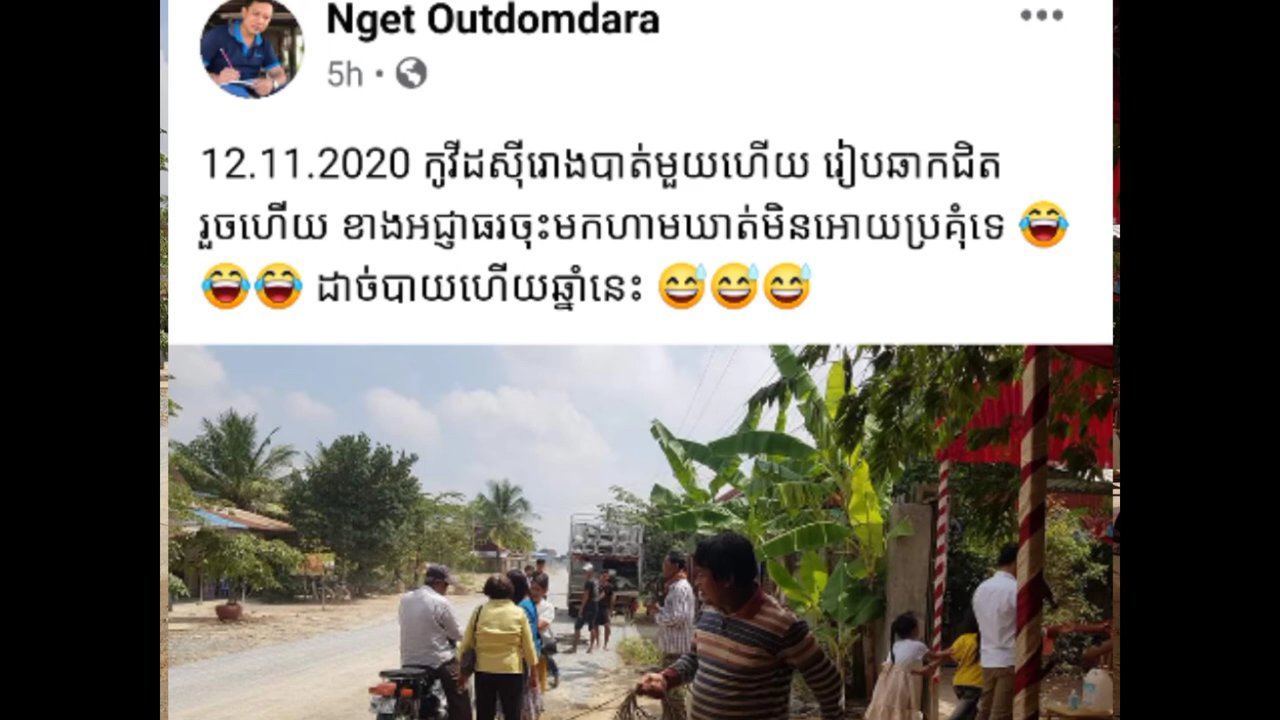 Nget Outdomdara
5h
12.11.2020 កូវីដស៊ីរោងបាត់មួយហើយ រៀបឆាកជិត
រួចហើយ ខាងអជ្ញាធរចុះមកហាមឃាត់មិនអោយប្រគុំទេ 😂
😂😂 ដាច់បាយហើយឆ្នាំនេះ 😅😅😅